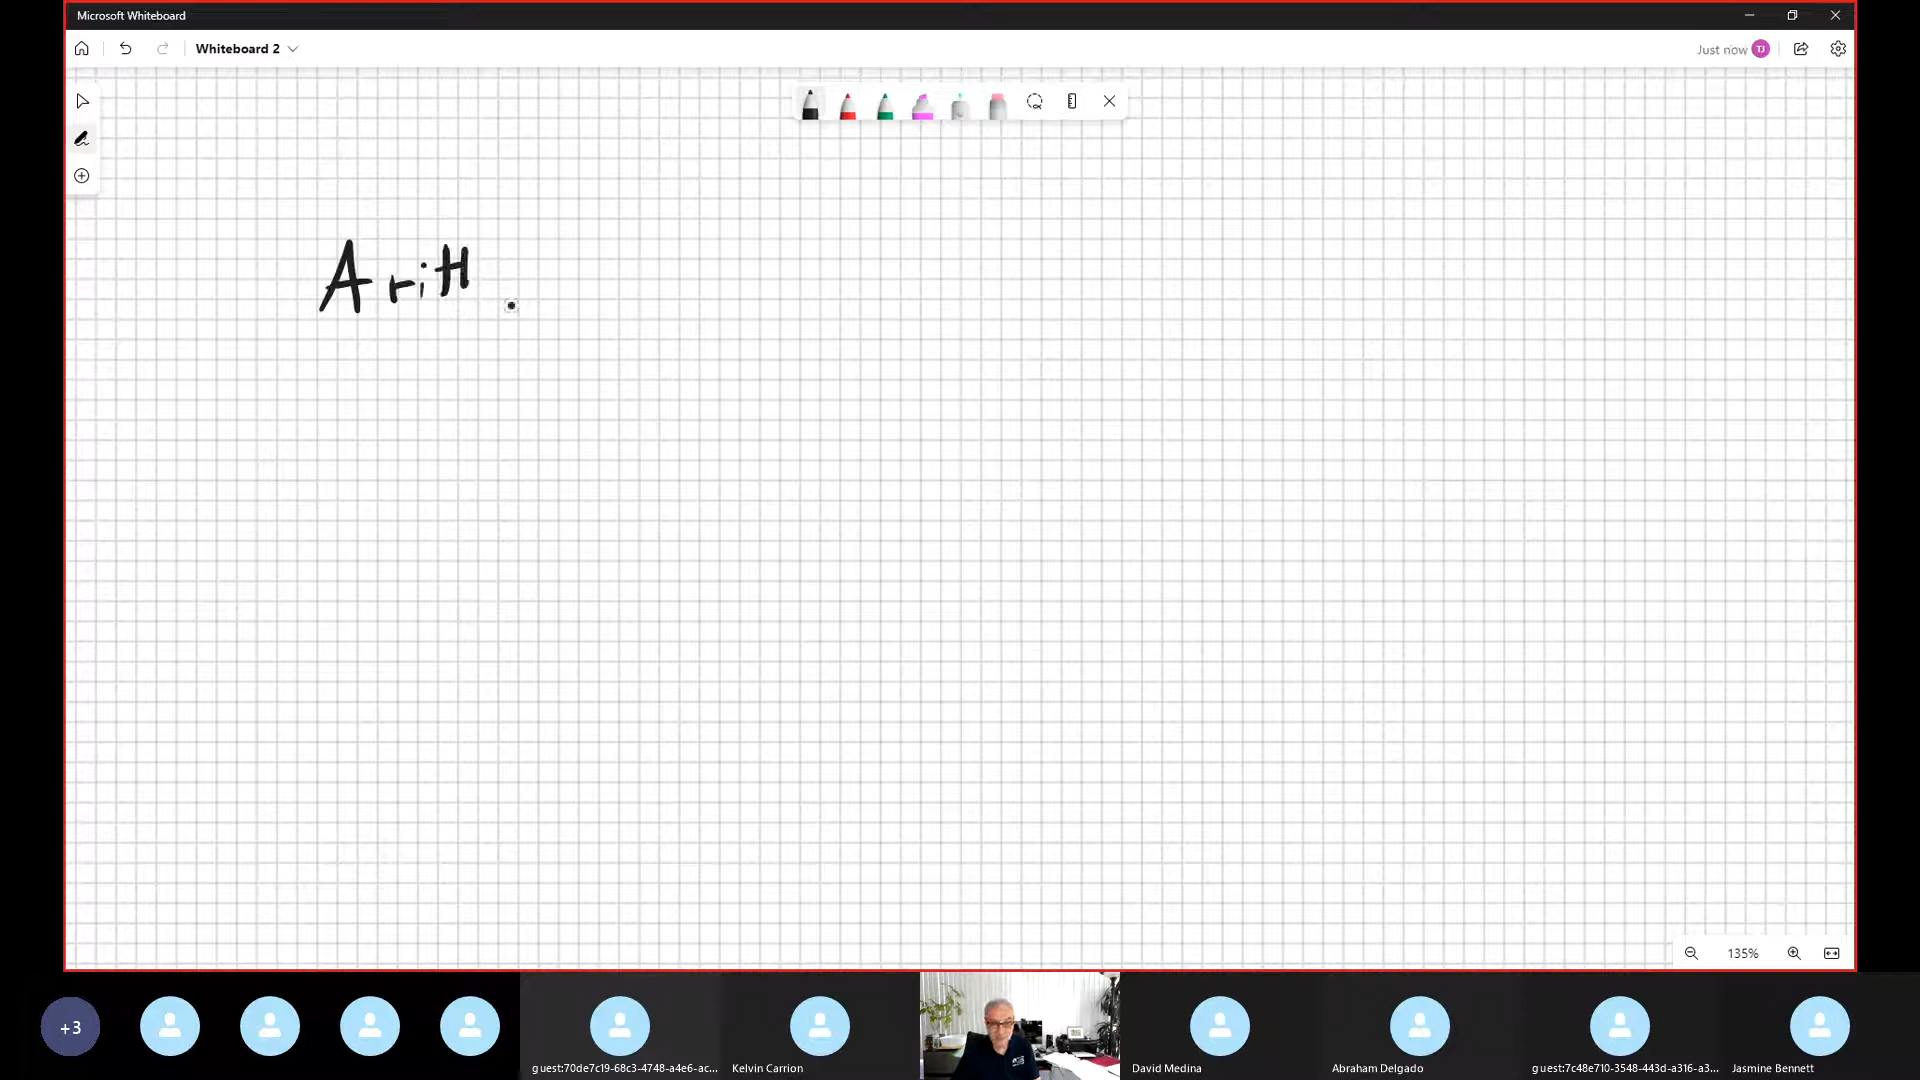 Microsoft Whiteboard
Whiteboard 2
Just now TJ
Arith
135%
+3
guest:70de7c19-68c3-4748-a4e6-ac...
Kelvin Carrion
David Medina
Abraham Delgado
guest:7c48e710-3548-443d-a316-a3...
Jasmine Bennett